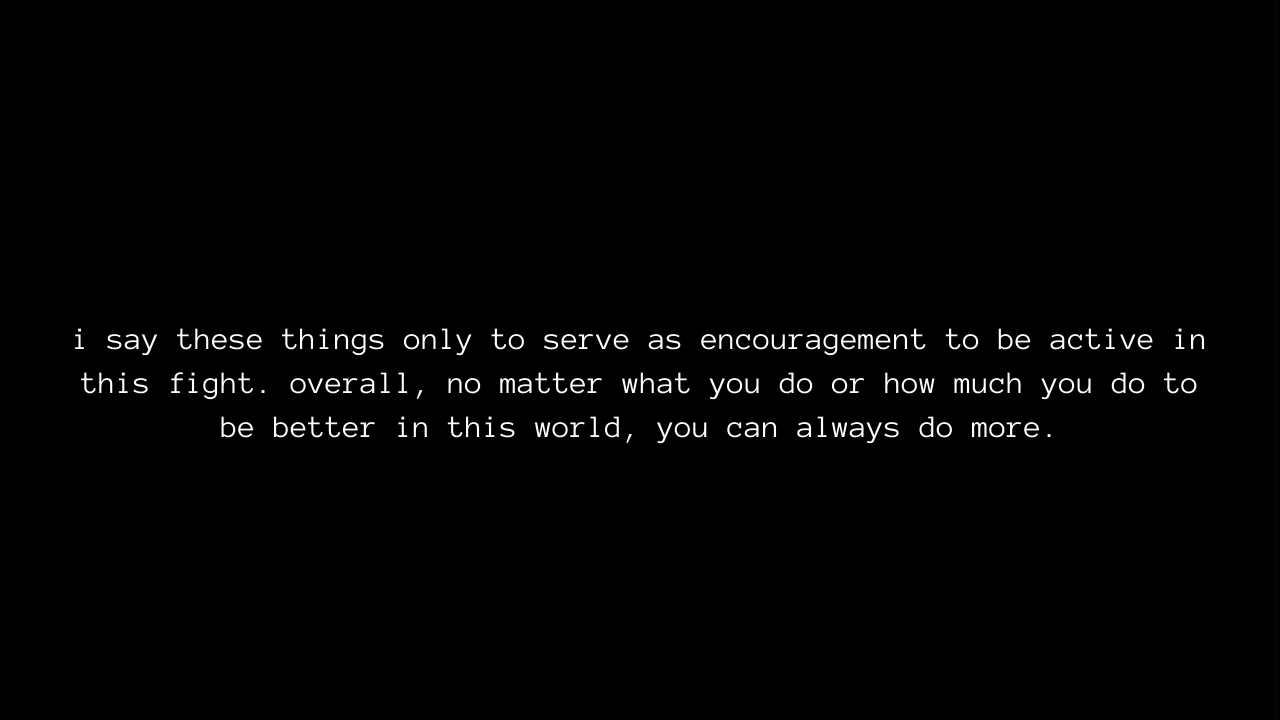 i say these things only to serve as encouragement to be active in
this fight. overall, no matter what you do or how much you do to
be better in this world, you can always do more.